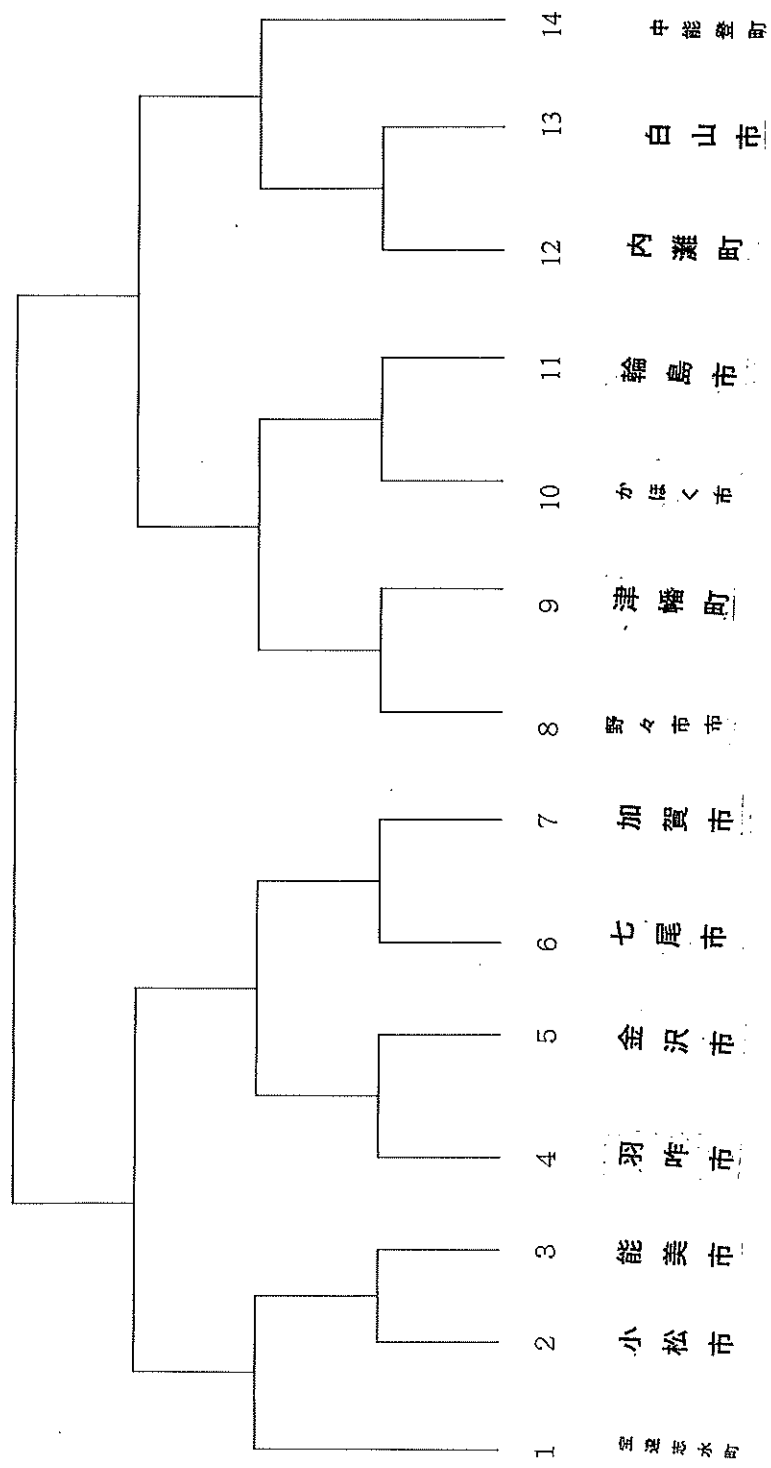 1 宝達志水町
2 小松市
3 能美市
4 羽咋市
5 金沢市
6 七尾市
7 加賀市
8 野々市市
9 津幡町
10 かほく市
11 輪島市
12 内灘町
13 白山市
14 中能登町